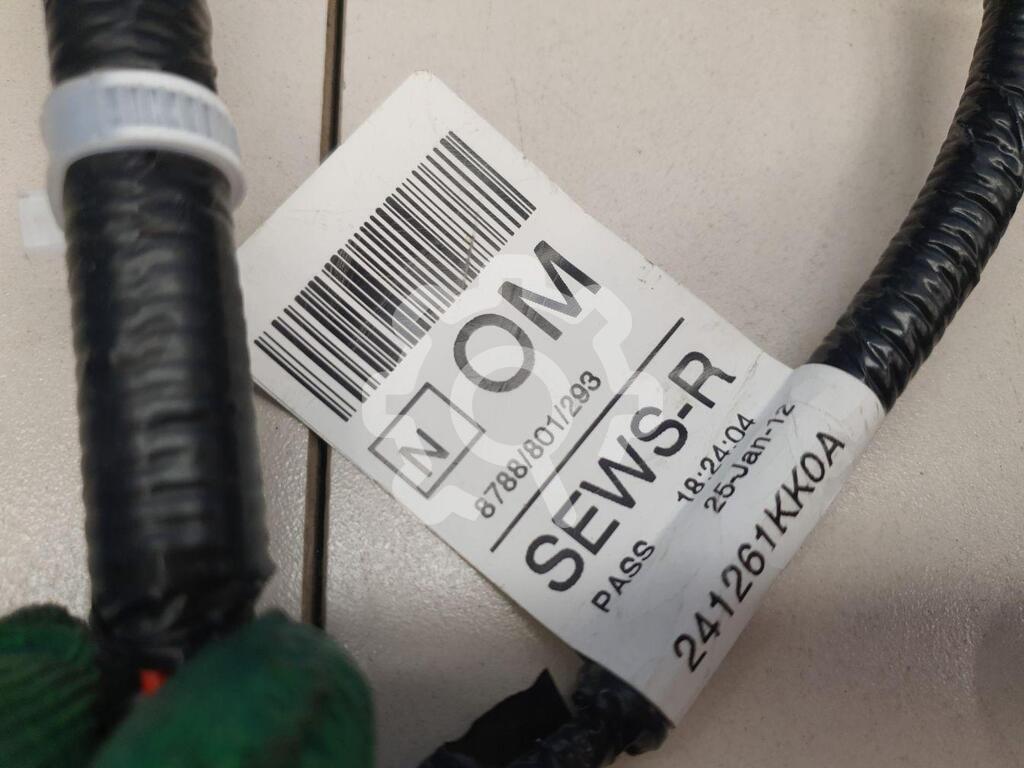 OM
N
8788/801/293
SEWS-R
PASS
18:24:04
25-Jan-12
241261KK0A